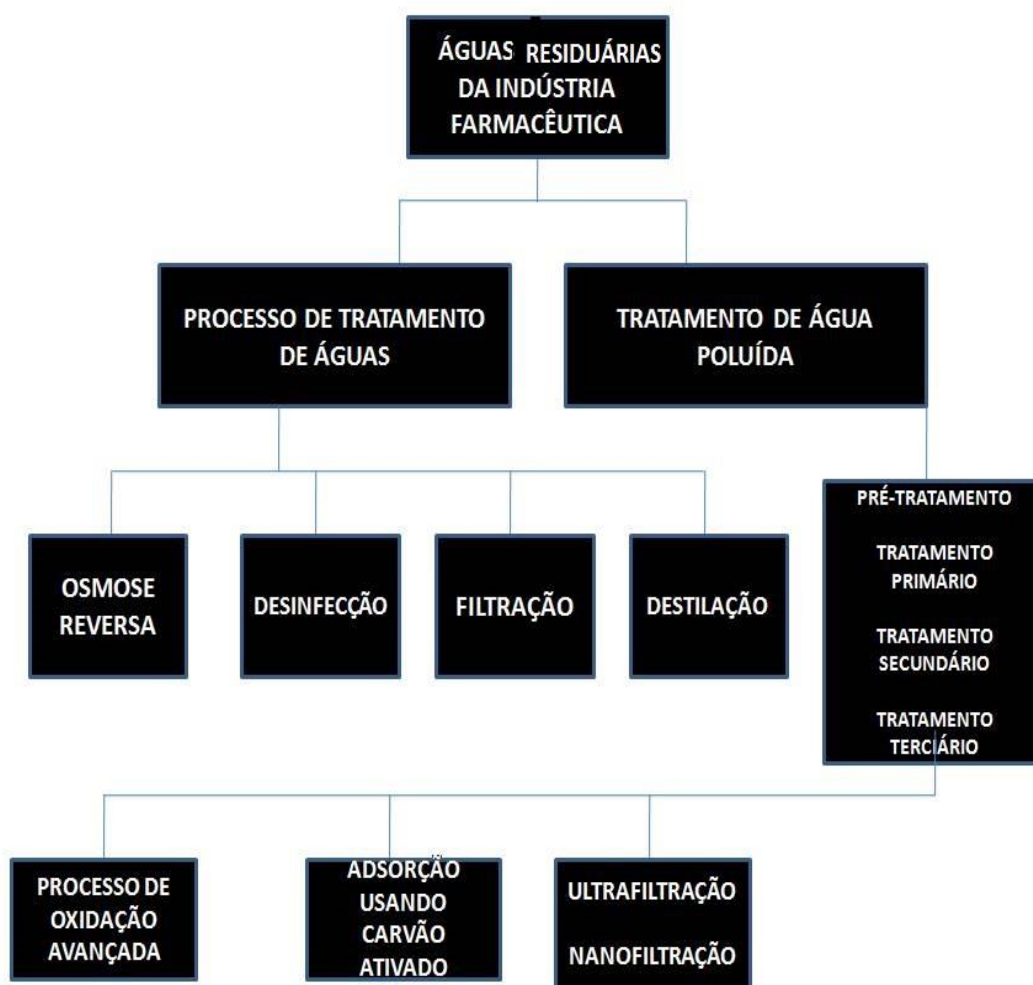 ÁGUAS RESIDUÁRIAS
DA INDÚSTRIA
FARMACÊUTICA
PROCESSO DE TRATAMENTO
DE ÁGUAS
TRATAMENTO DE ÁGUA
POLUÍDA
OSMOSE
REVERSA
DESINFECÇÃO
FILTRAÇÃO
DESTILAÇÃO
PRÉ-TRATAMENTO
TRATAMENTO
PRIMÁRIO
TRATAMENTO
SECUNDÁRIO
TRATAMENTO
TERCIÁRIO
PROCESSO DE
OXIDAÇÃO
AVANÇADA
ADSORÇÃO
USANDO
CARVÃO
ATIVADO
ULTRAFILTRAÇÃO
NANOFILTRAÇÃO